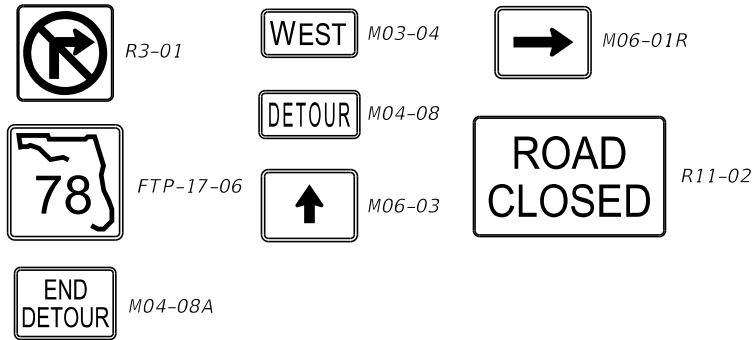 R3-01
WEST
M03-04
M06-01R
DETOUR
M04-08
78
FTP-17-06
M06-03
ROAD
CLOSED
R11-02
END
DETOUR
M04-08A